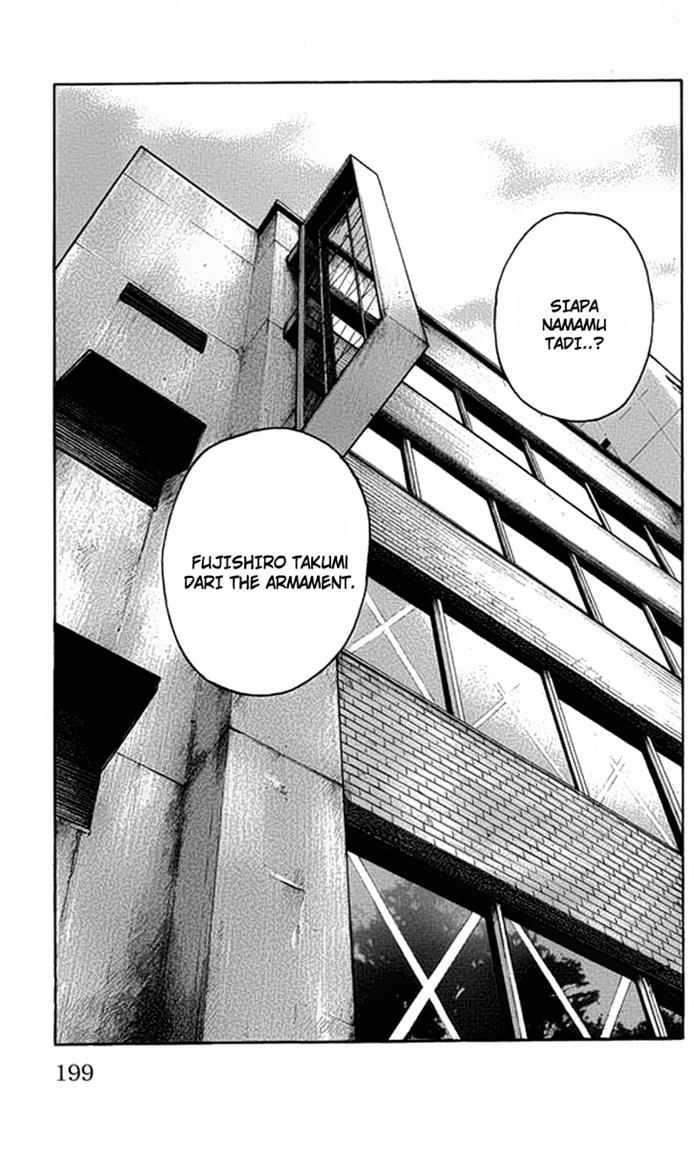 SIAPA
NAMAMU
TADI..?
FUJISHIRO TAKUMI
DARI THE ARMAMENT.
199